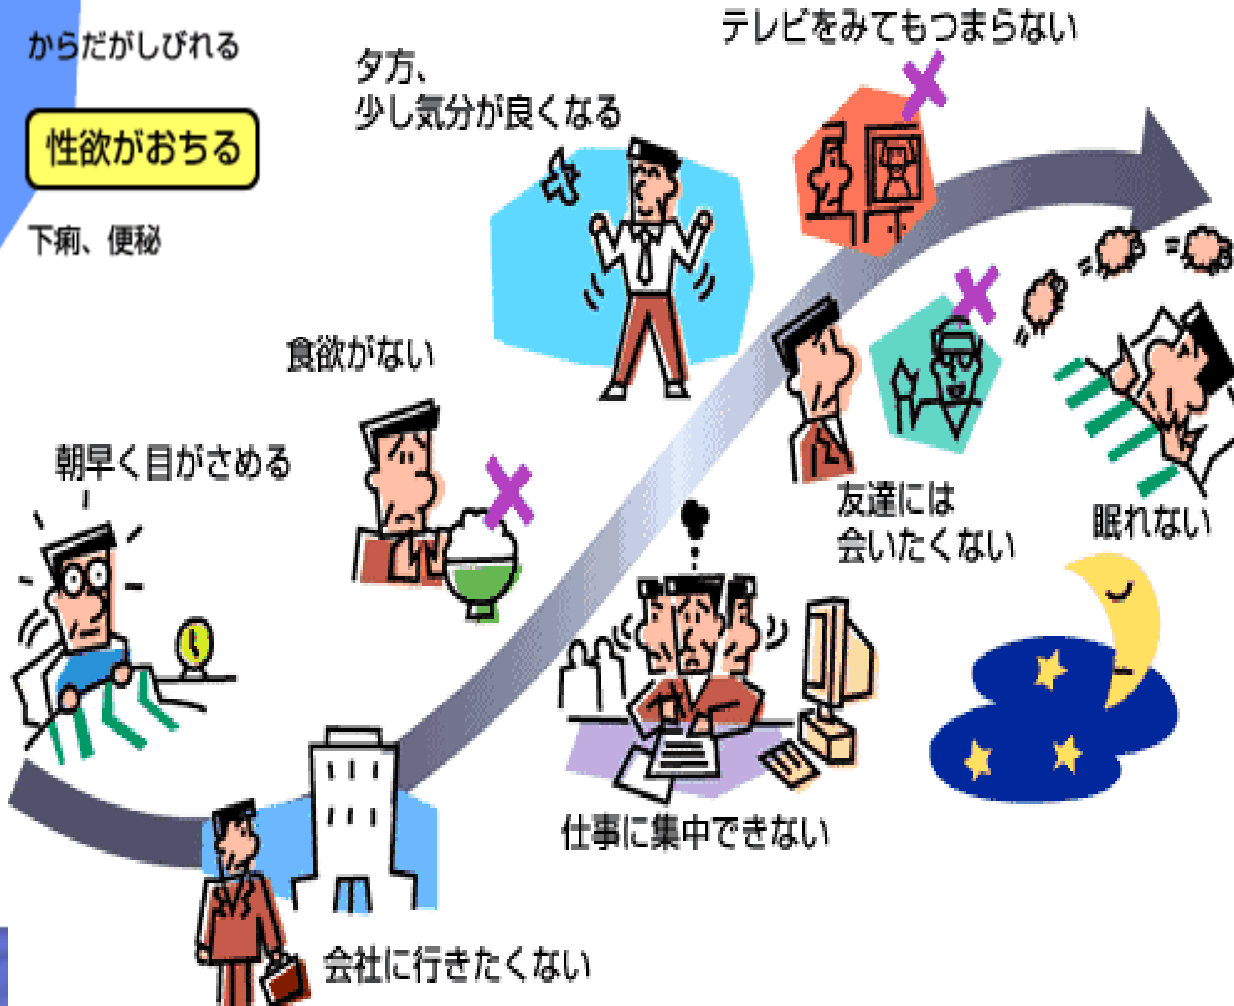 からだがしびれる
性欲がおちる
下痢、便秘
テレビをみてもつまらない
夕方、
少し気分が良くなる
食欲がない
朝早く目がさめる
友達には
会いたくない
眠れない
仕事に集中できない
会社に行きたくない